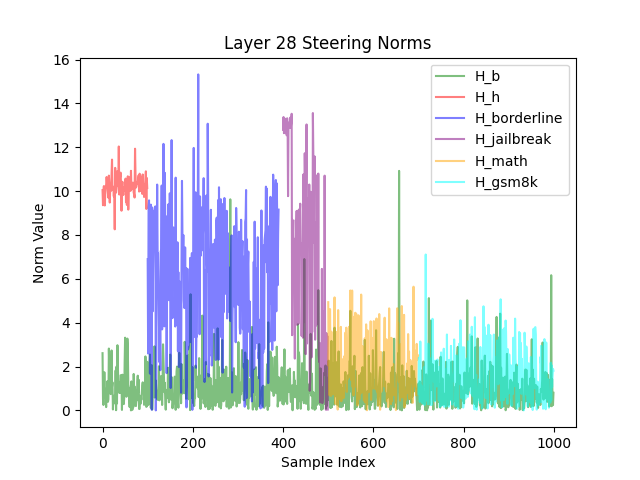 Layer 28 Steering Norms
16
14
12
10
8
6
4
2
0
Norm Value
0
200
400
600
800
1000
Sample Index
H_b
H_h
H_borderline
H_jailbreak
H_math
H_gsm8k